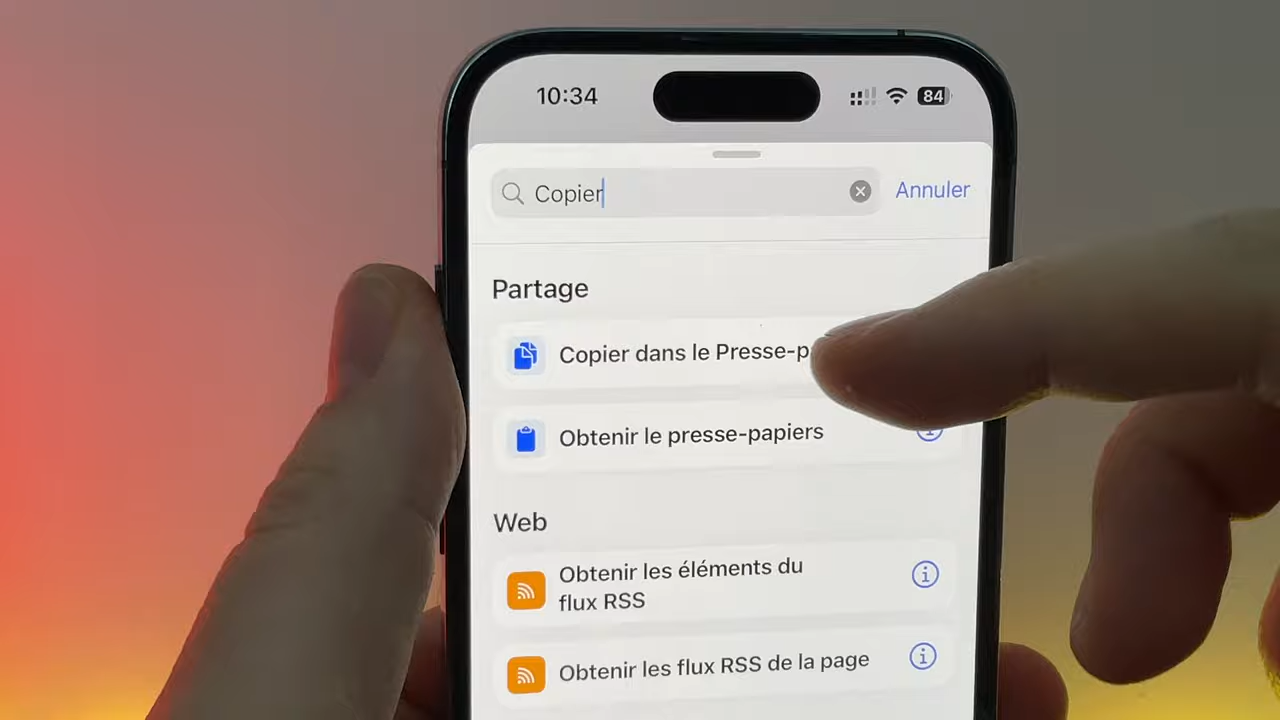 10:34
84
Copier
Annuler
Partage
Copier dans le
Obtenir le presse-papiers
Web
Obtenir les éléments du
flux RSS
Obtenir les flux RSS de la page